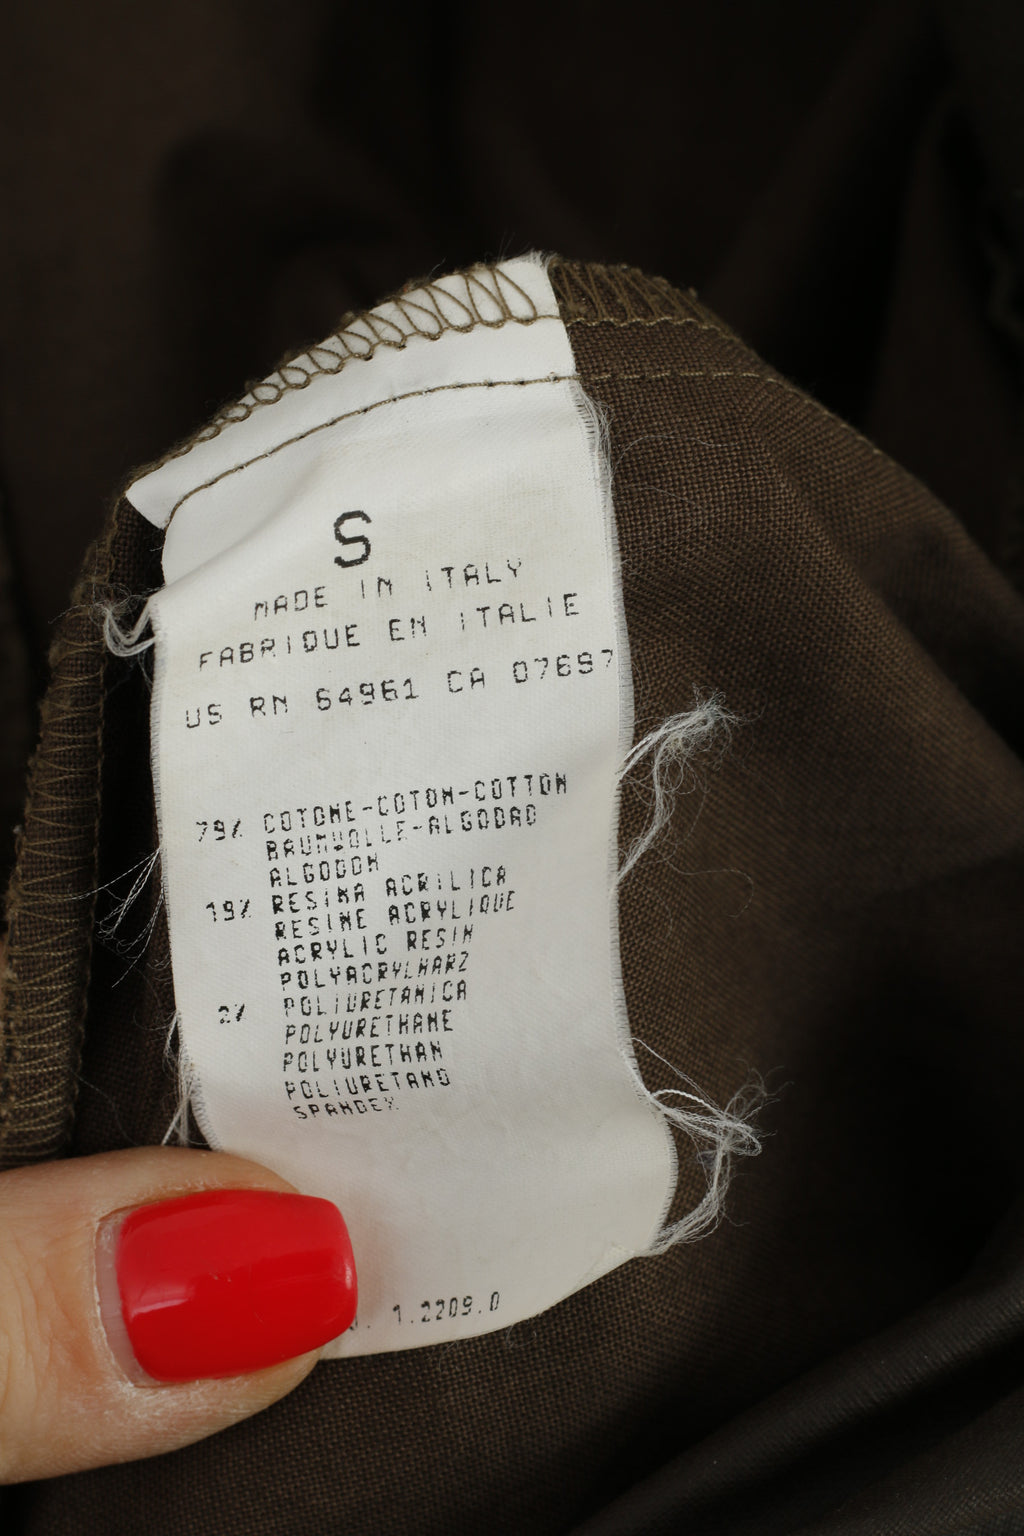 S
MADE IN ITALY
FABRIQUE EN ITALIE
US RN 64961 CA 07697
79% COTONE-COTON-COTTON
BAUMWOLLE-ALGODAO
ALGODON
19% RESINA ACRILICA
RESINE ACRYLIQUE
ACRYLIC RESIN
POLYACRYLHARZ
2% POLIURETANICA
POLYURETHANE
POLYURETHAN
POLIURETANO
SPANDEX
1.2209.0